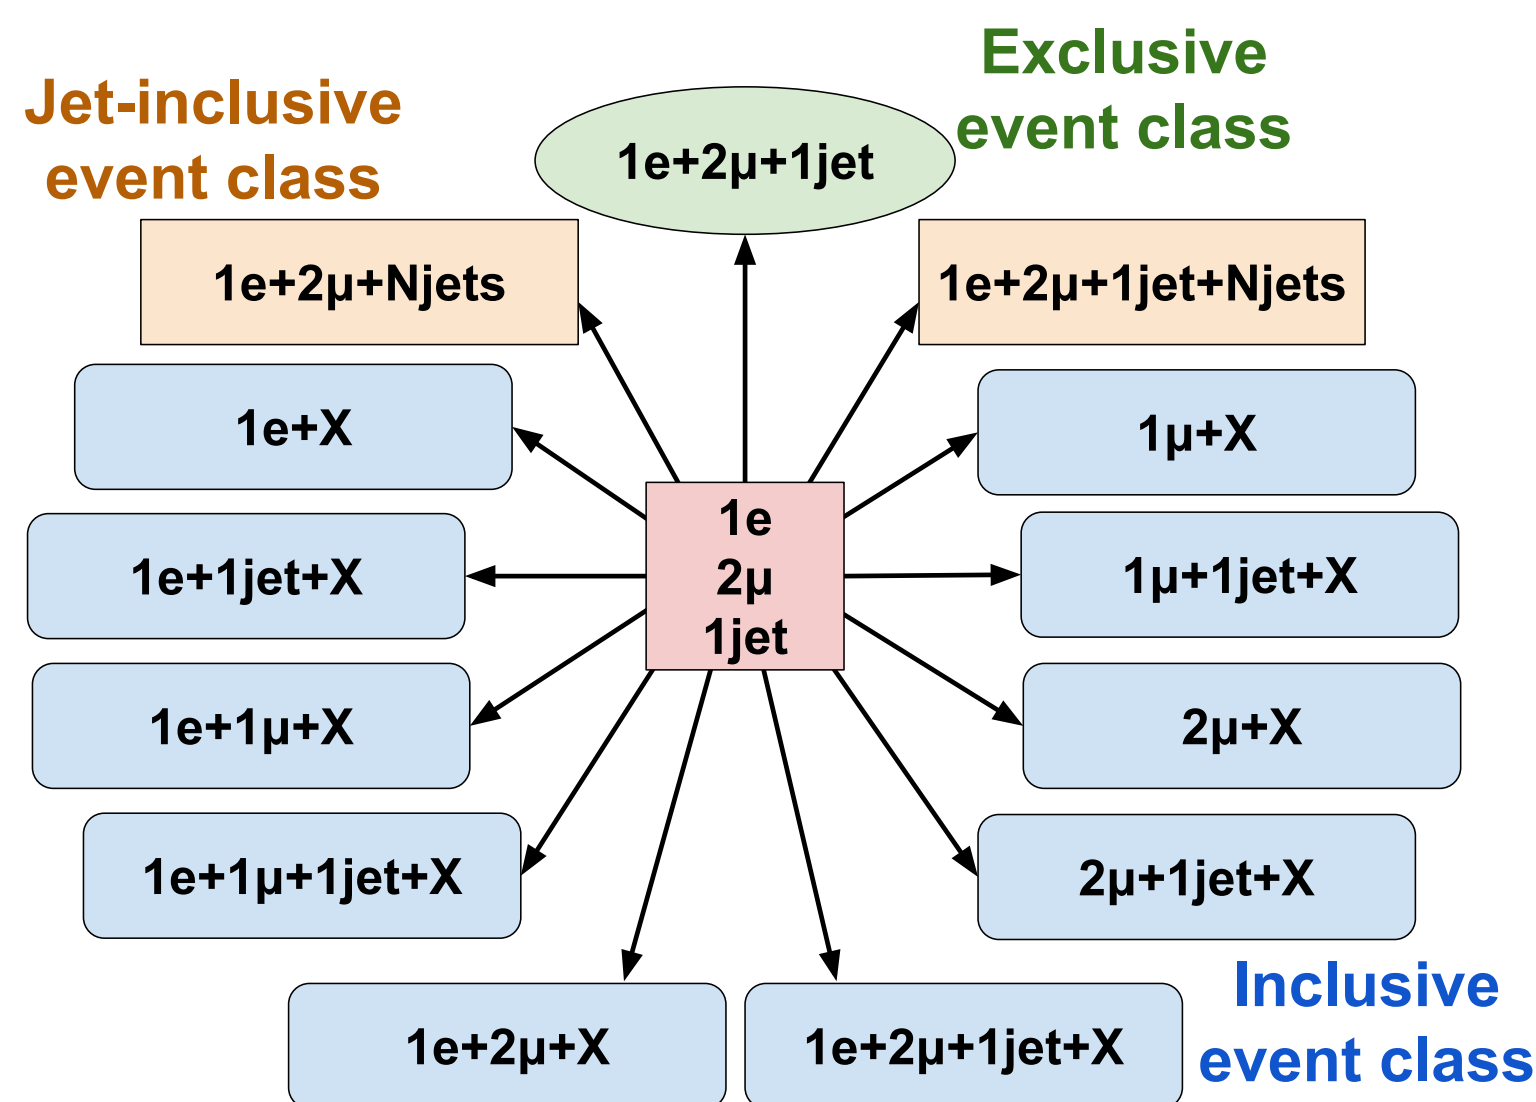 Exclusive
event class
Jet-inclusive
event class
1e+2µ+1jet
1e+2µ+Njets
1e+2µ+1jet+Njets
1e+X
1µ+X
1e
2µ
1jet
1e+1jet+X
1µ+1jet+X
1e+1µ+X
2µ+X
1e+1µ+1jet+X
2µ+1jet+X
1e+2µ+X
1e+2µ+1jet+X
Inclusive
event class